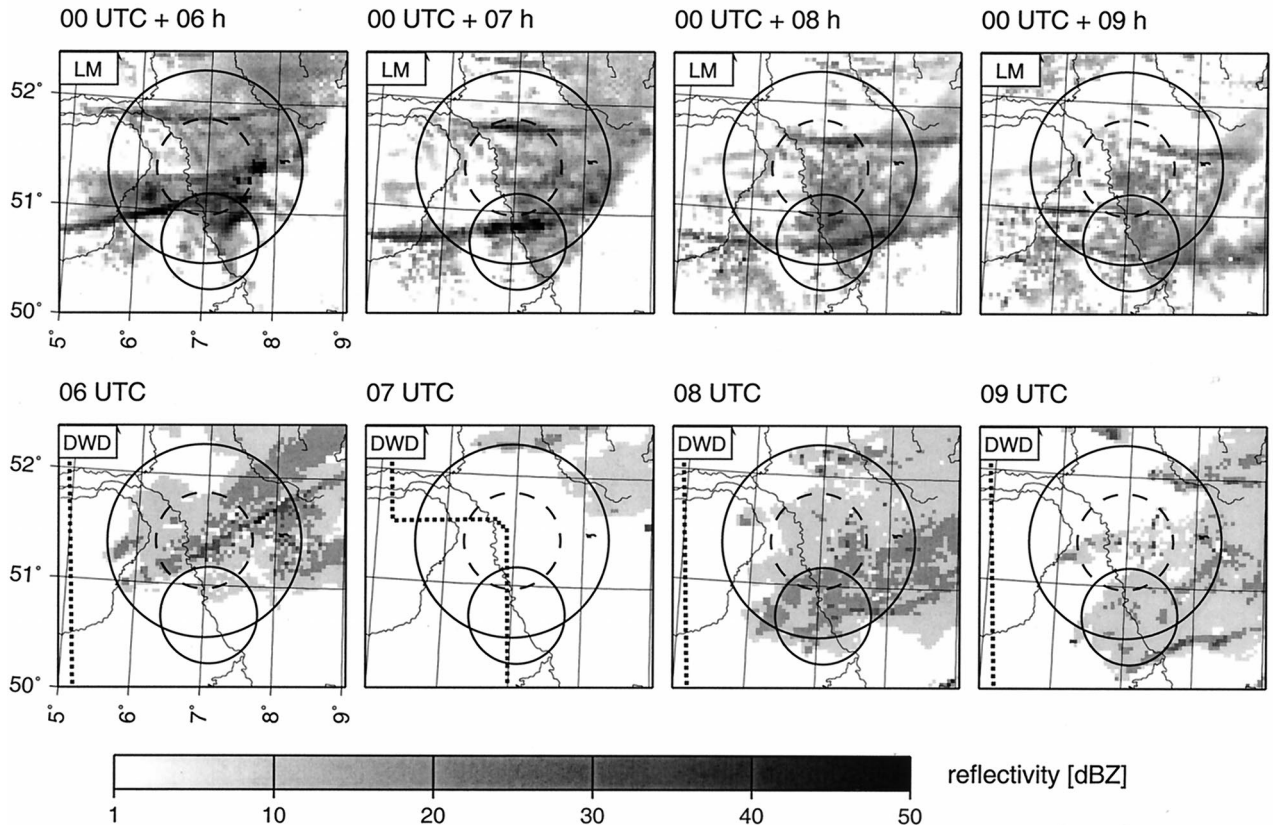 00 UTC + 06 h
00 UTC + 07 h
00 UTC + 08 h
00 UTC + 09 h
LM
LM
LM
LM
52°
51°
50°
5°
6°
7°
8°
9°
06 UTC
07 UTC
08 UTC
09 UTC
DWD
DWD
DWD
DWD
52°
51°
50°
5°
6°
7°
8°
9°
reflectivity [dBZ]
1
10
20
30
40
50